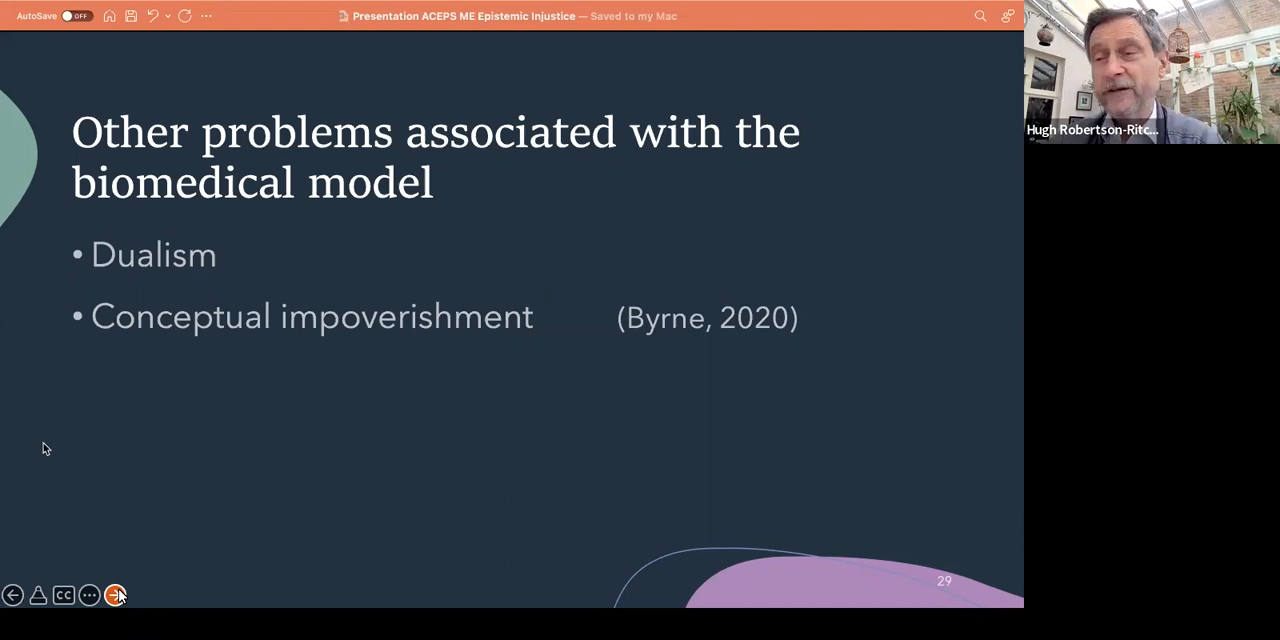 AutoSave OFF
Presentation ACEPS ME Epistemic Injustice — Saved to my Mac
Hugh Robertson-Ritc...
Other problems associated with the
biomedical model
• Dualism
• Conceptual impoverishment (Byrne, 2020)
29
CC